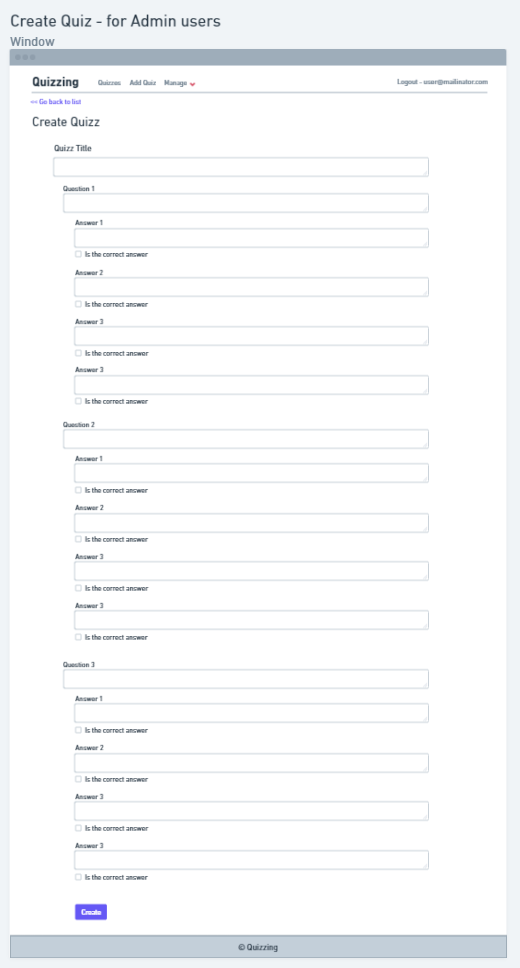 Create Quiz - for Admin users
Window
Quizzing Quizzes Add Quiz Manage Logout - user@mailinator.com
<< Go back to list
Create Quizz
Quizz Title
Question 1
Answer 1
Is the correct answer
Answer 2
Is the correct answer
Answer 3
Is the correct answer
Answer 3
Is the correct answer
Question 2
Answer 1
Is the correct answer
Answer 2
Is the correct answer
Answer 3
Is the correct answer
Answer 3
Is the correct answer
Question 3
Answer 1
Is the correct answer
Answer 2
Is the correct answer
Answer 3
Is the correct answer
Answer 3
Is the correct answer
Create
© Quizzing